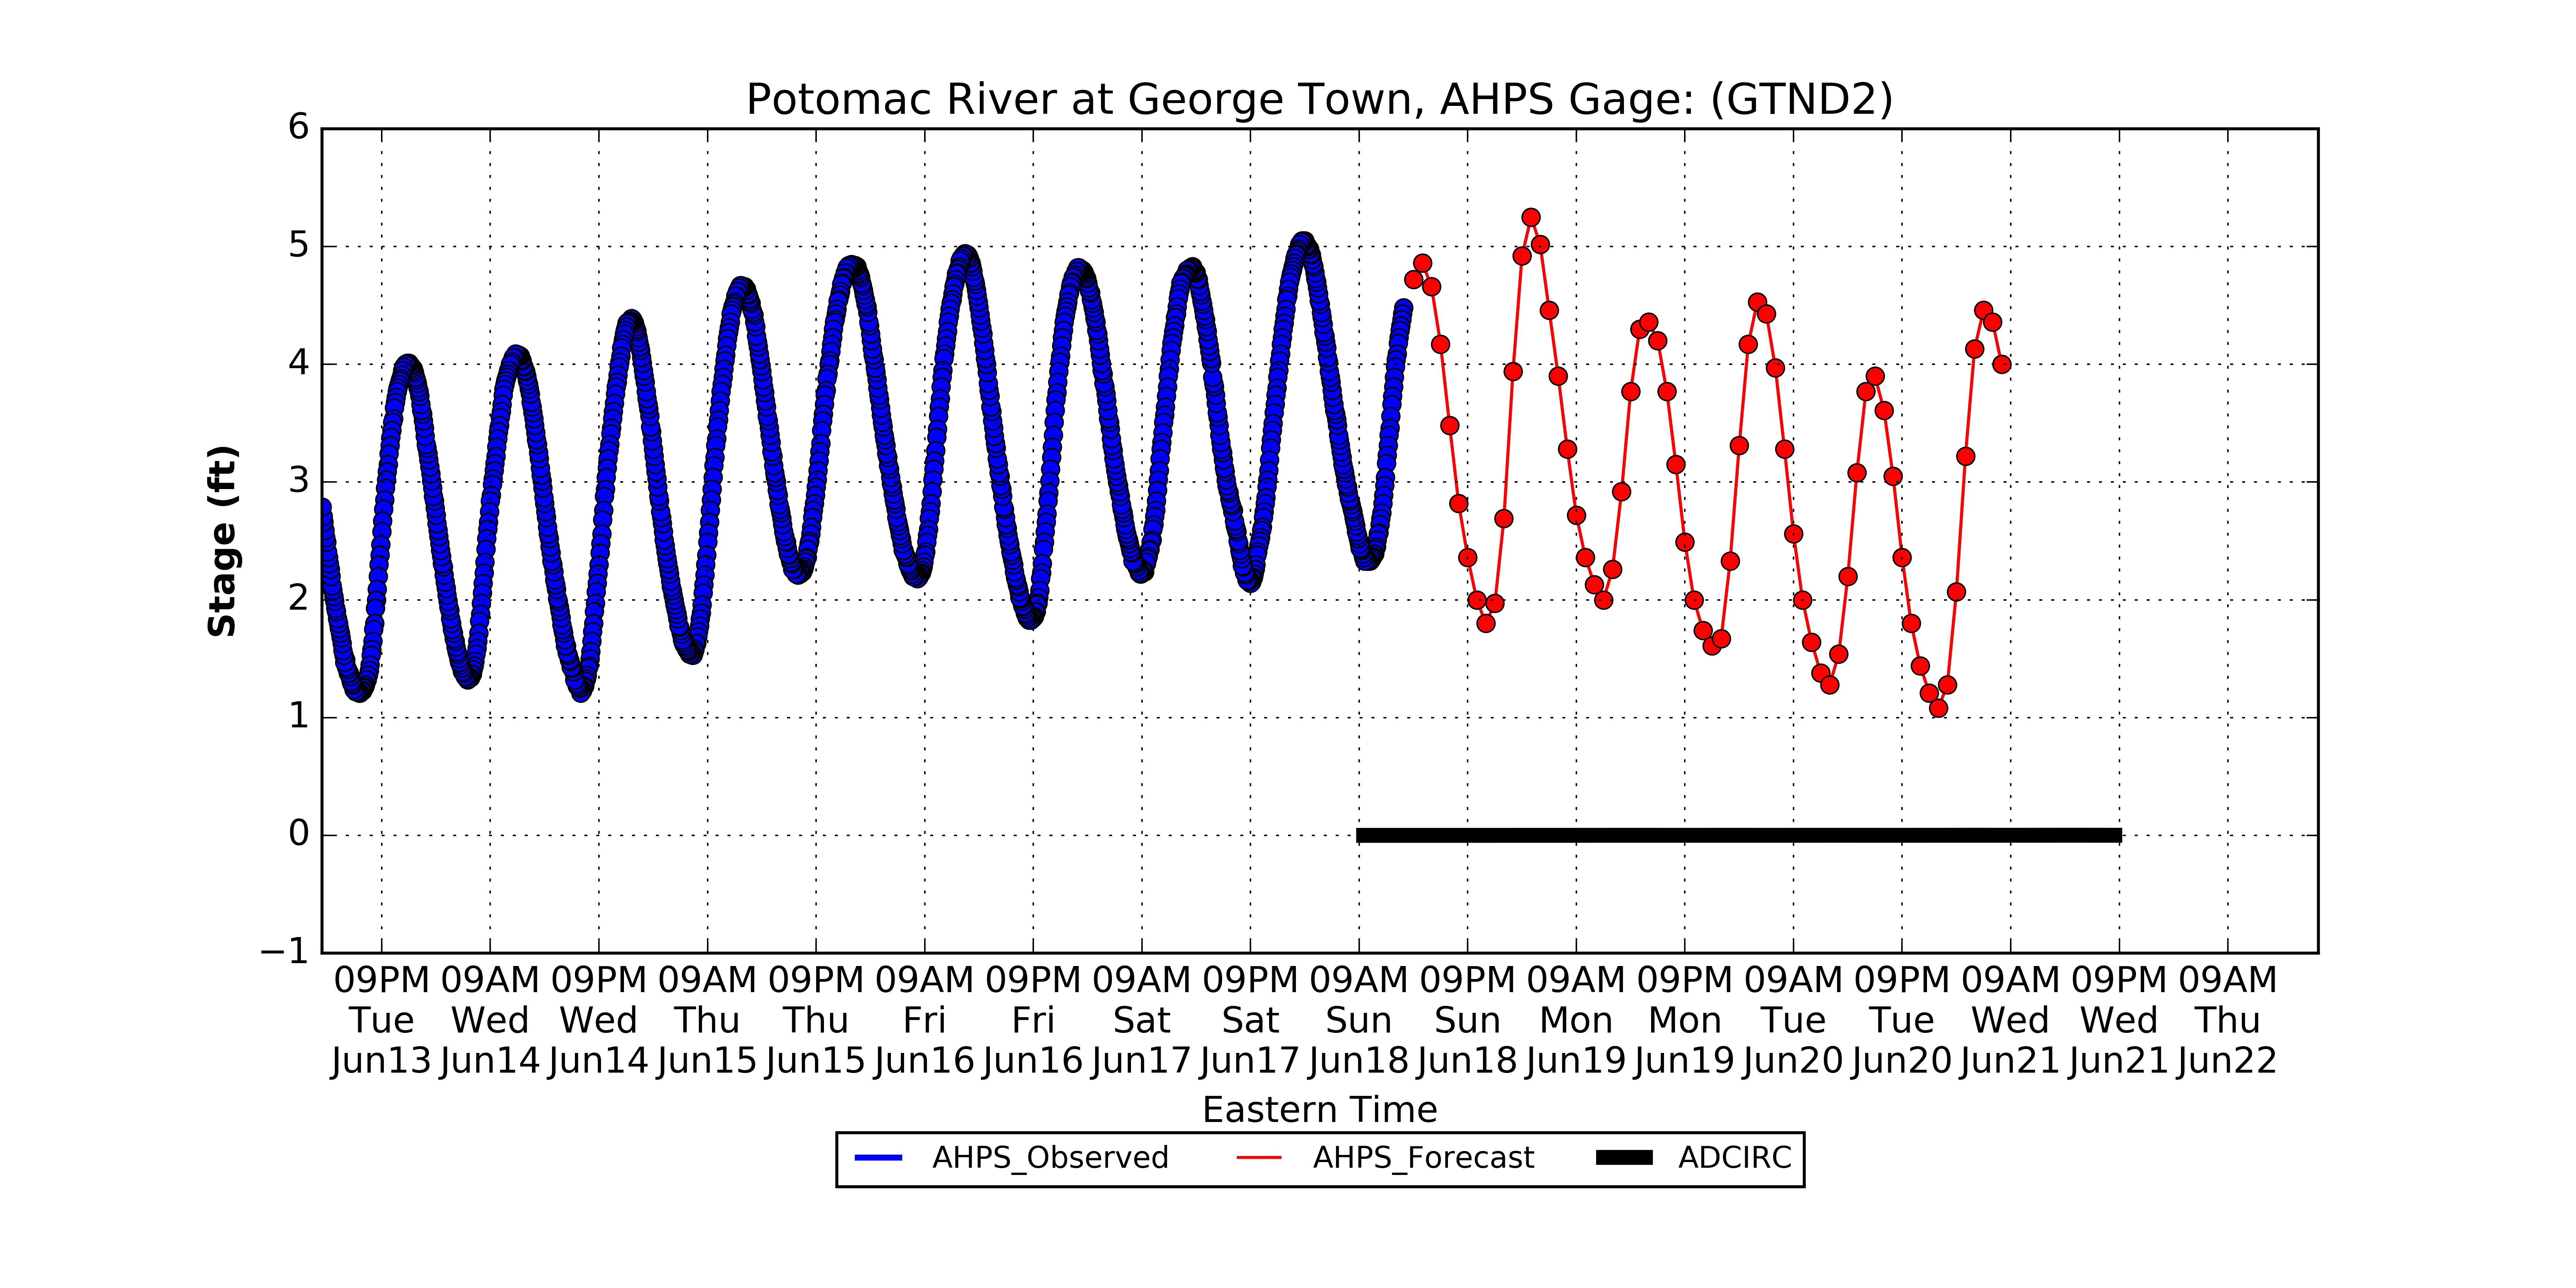 Potomac River at George Town, AHPS Gage: (GTND2)
6
5
4
3
2
1
0
−1
Stage (ft)
09PM 09AM 09PM 09AM 09PM 09AM 09PM 09AM 09PM 09AM 09PM 09AM 09PM 09AM 09PM 09AM 09PM 09AM
Tue Wed Wed Thu Thu Fri Fri Sat Sat Sun Sun Mon Mon Tue Tue Wed Wed Thu
Jun13 Jun14 Jun14 Jun15 Jun15 Jun16 Jun16 Jun17 Jun17 Jun18 Jun18 Jun19 Jun19 Jun20 Jun20 Jun21 Jun21 Jun22
Eastern Time
AHPS_Observed AHPS_Forecast ADCIRC